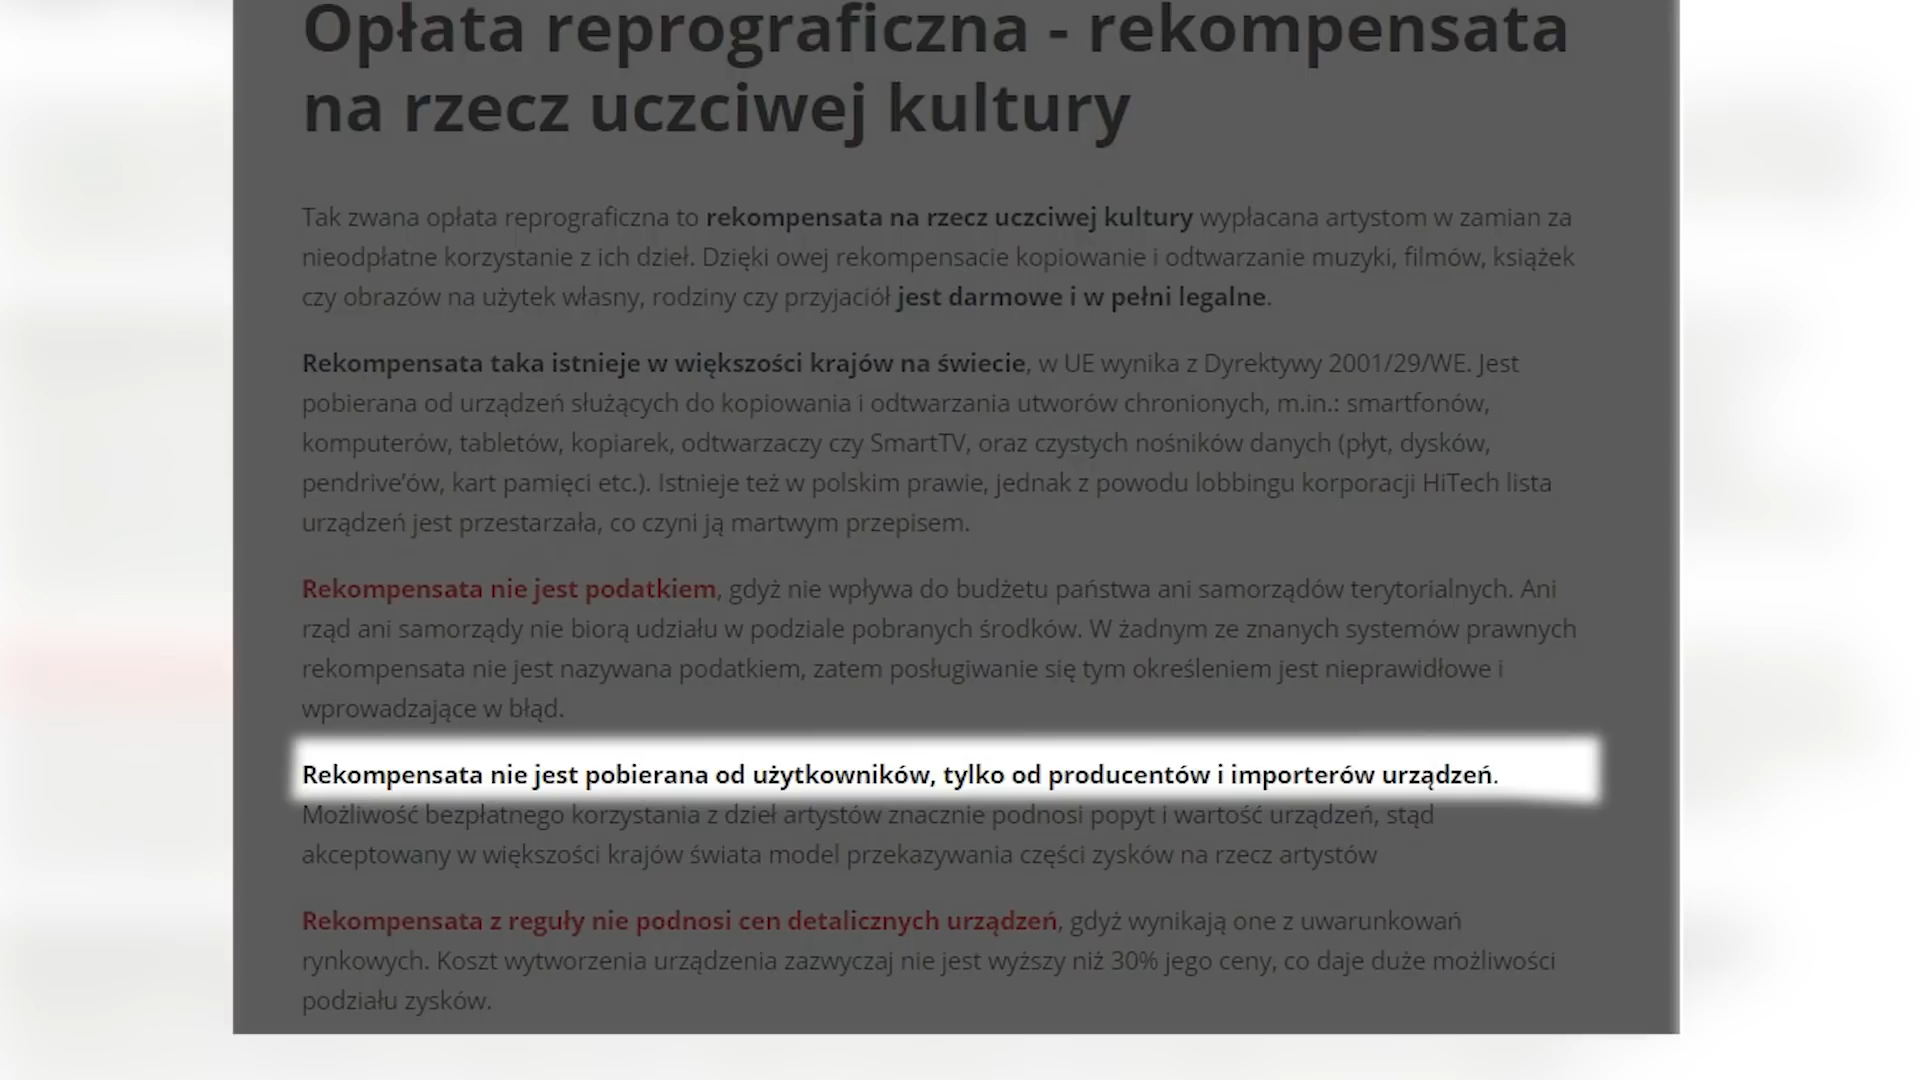 Opłata reprograficzna - rekompensata
na rzecz uczciwej kultury
Tak zwana opłata reprograficzna to rekompensata na rzecz uczciwej kultury wypłacana artystom w zamian za
nieodpłatne korzystanie z ich dzieł. Dzięki owej rekompensacie kopiowanie i odtwarzanie muzyki, filmów, książek
czy obrazów na użytek własny, rodziny czy przyjaciół jest darmowe i w pełni legalne.
Rekompensata taka istnieje w większości krajów na świecie, w UE wynika z Dyrektywy 2001/29/WE. Jest
pobierana od urządzeń służących do kopiowania i odtwarzania utworów chronionych, m.in.: smartfonów,
komputerów, tabletów, kopiarek, odtwarzaczy czy SmartTV, oraz czystych nośników danych (płyt, dysków,
pendrive’ów, kart pamięci etc.). Istnieje też w polskim prawie, jednak z powodu lobbingu korporacji HiTech lista
urządzeń jest przestarzała, co czyni ją martwym przepisem.
Rekompensata nie jest podatkiem, gdyż nie wpływa do budżetu państwa ani samorządów terytorialnych. Ani
rząd ani samorządy nie biorą udziału w podziale pobranych środków. W żadnym ze znanych systemów prawnych
rekompensata nie jest nazywana podatkiem, zatem posługiwanie się tym określeniem jest nieprawidłowe i
wprowadzające w błąd.
Rekompensata nie jest pobierana od użytkowników, tylko od producentów i importerów urządzeń.
Możliwość bezpłatnego korzystania z dzieł artystów znacznie podnosi popyt i wartość urządzeń, stąd
akceptowany w większości krajów świata model przekazywania części zysków na rzecz artystów
Rekompensata z reguły nie podnosi cen detalicznych urządzeń, gdyż wynikają one z uwarunkowań
rynkowych. Koszt wytworzenia urządzenia zazwyczaj nie jest wyższy niż 30% jego ceny, co daje duże możliwości
podziału zysków.